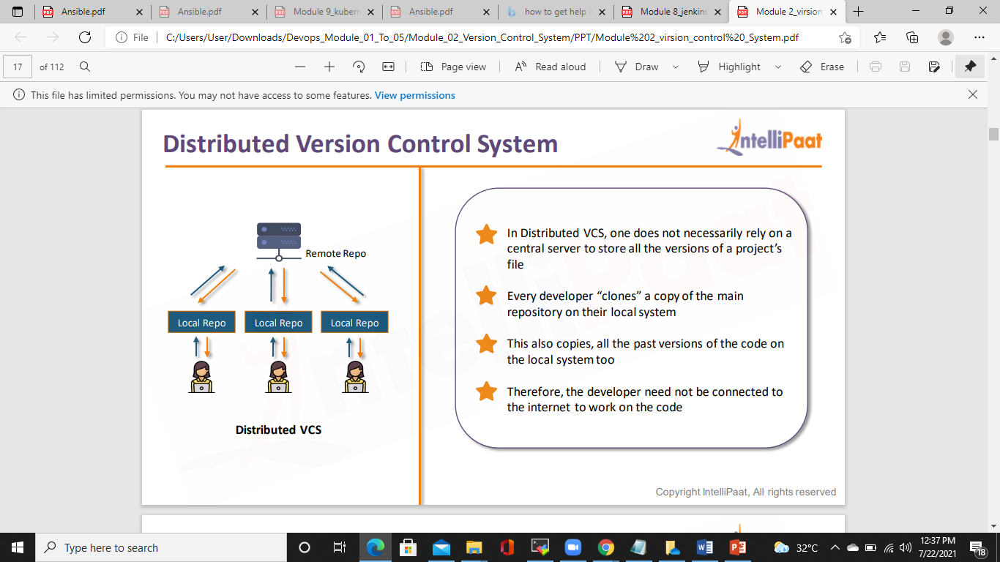 Ansible.pdf
Ansible.pdf
Module 9_kubern
Ansible.pdf
how to get help i
Module 8_jenkins
Module 2_virsion
File
C:/Users/User/Downloads/Devops_Module_01_To_05/Module_02_Version_Control_System/PPT/Module%202_virsion_control%20_System.pdf
17 of 112
Page view
Read aloud
Draw
Highlight
Erase
This file has limited permissions. You may not have access to some features. View permissions
Distributed Version Control System
IntelliPaat
Remote Repo
Local Repo
Local Repo
Local Repo
Distributed VCS
In Distributed VCS, one does not necessarily rely on a
central server to store all the versions of a project’s
file
Every developer “clones” a copy of the main
repository on their local system
This also copies, all the past versions of the code on
the local system too
Therefore, the developer need not be connected to
the internet to work on the code
Copyright IntelliPaat, All rights reserved
Type here to search
32°C
12:37 PM
7/22/2021
18